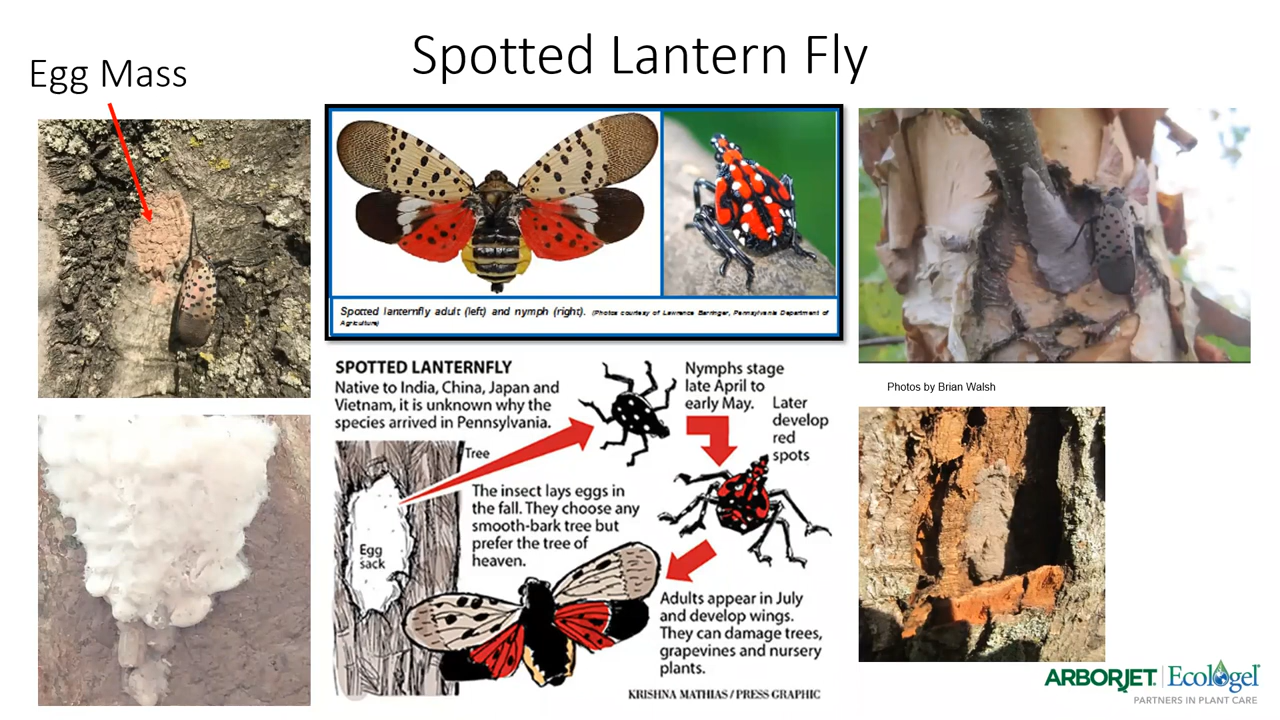 Spotted Lantern Fly
Egg Mass
Spotted lanternfly adult (left) and nymph (right). (Photos courtesy of Lawrence Barringer, Pennsylvania Department of
Agriculture)
SPOTTED LANTERNFLY
Native to India, China, Japan and
Vietnam, it is unknown why the
species arrived in Pennsylvania.
Nymphs stage
late April to
early May.
Later
develop
red
spots
Tree
The insect lays eggs in
the fall. They choose any
smooth-bark tree but
prefer the tree of
heaven.
Egg
sack
Adults appear in July
and develop wings.
They can damage trees,
grapevines and nursery
plants.
KRISHNA MATHIAS / PRESS GRAPHIC
Photos by Brian Walsh
ARBORJET | Ecologel
PARTNERS IN PLANT CARE